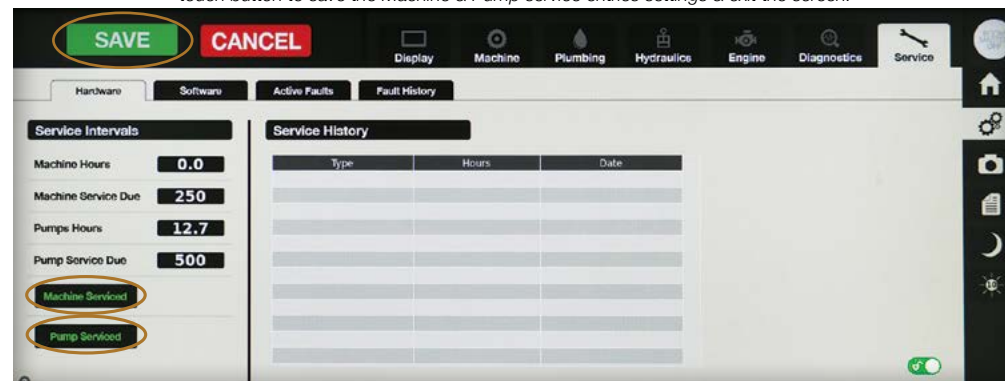 touch button to save the Machine & Pump service entries settings & exit the screen.
SAVE
CANCEL
Display
Machine
Plumbing
Hydraulics
Engine
Diagnostics
Service
Hardware
Software
Active Faults
Fault History
Service Intervals
Service History
Machine Hours 0.0
Machine Service Due 250
Pumps Hours 12.7
Pump Service Due 500
Machine Serviced
Pump Serviced
Type Hours Date
10